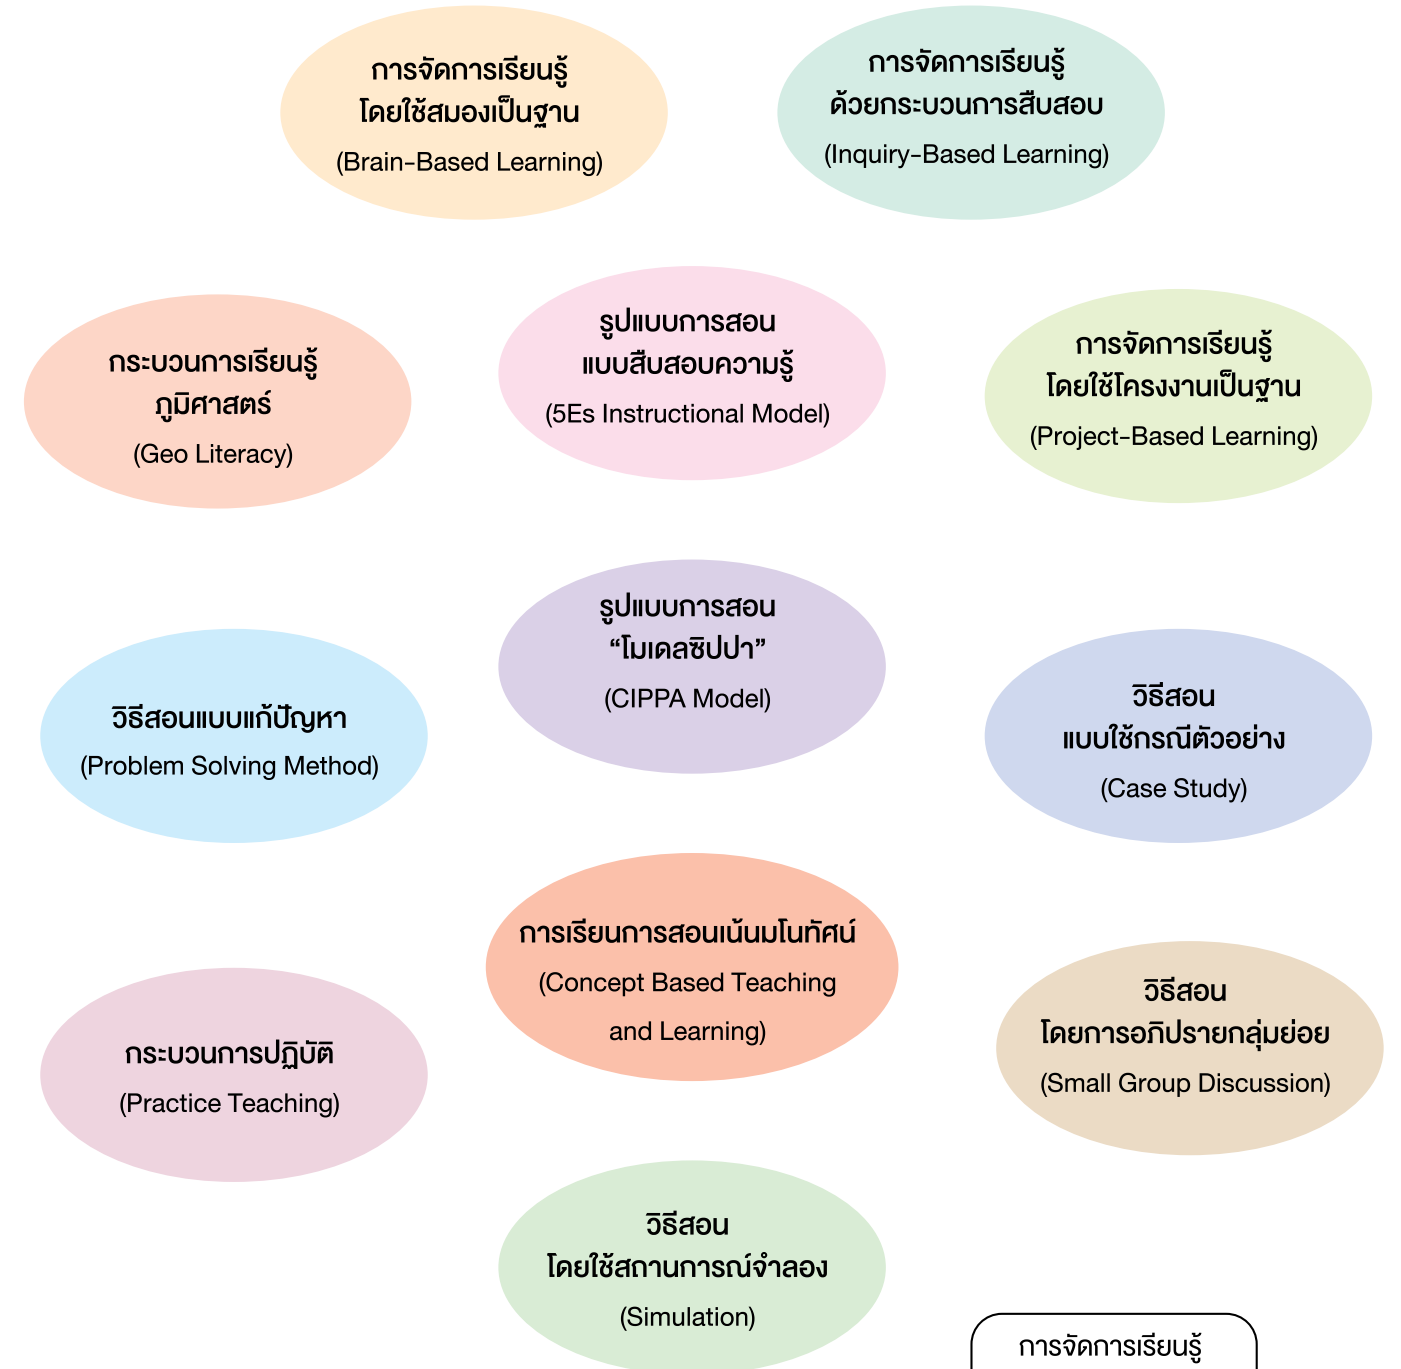 การจัดการเรียนรู้
โดยใช้สมองเป็นฐาน
(Brain-Based Learning)
การจัดการเรียนรู้
ด้วยกระบวนการสืบสอบ
(Inquiry-Based Learning)
กระบวนการเรียนรู้
ภูมิศาสตร์
(Geo Literacy)
รูปแบบการสอน
แบบสืบสอบความรู้
(5Es Instructional Model)
การจัดการเรียนรู้
โดยใช้โครงงานเป็นฐาน
(Project-Based Learning)
วิธีสอนแบบแก้ปัญหา
(Problem Solving Method)
รูปแบบการสอน
“โมเดลซิปปา”
(CIPPA Model)
วิธีสอน
แบบใช้กรณีตัวอย่าง
(Case Study)
กระบวนการปฏิบัติ
(Practice Teaching)
การเรียนการสอนเน้นมโนทัศน์
(Concept Based Teaching
and Learning)
วิธีสอน
โดยการอภิปรายกลุ่มย่อย
(Small Group Discussion)
วิธีสอน
โดยใช้สถานการณ์จำลอง
(Simulation)
การจัดการเรียนรู้